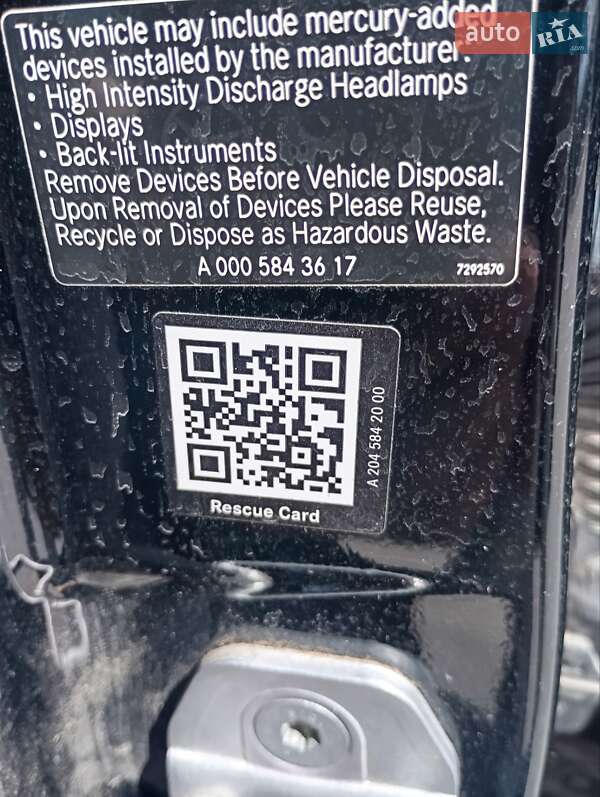 This vehicle may include mercury-added
devices installed by the manufacturer.
• High Intensity Discharge Headlamps
• Displays
• Back-lit Instruments
Remove Devices Before Vehicle Disposal.
Upon Removal of Devices Please Reuse,
Recycle or Dispose as Hazardous Waste.
A 000 584 36 17
7292570
A 204 584 20 00
Rescue Card
auto RIA
.com